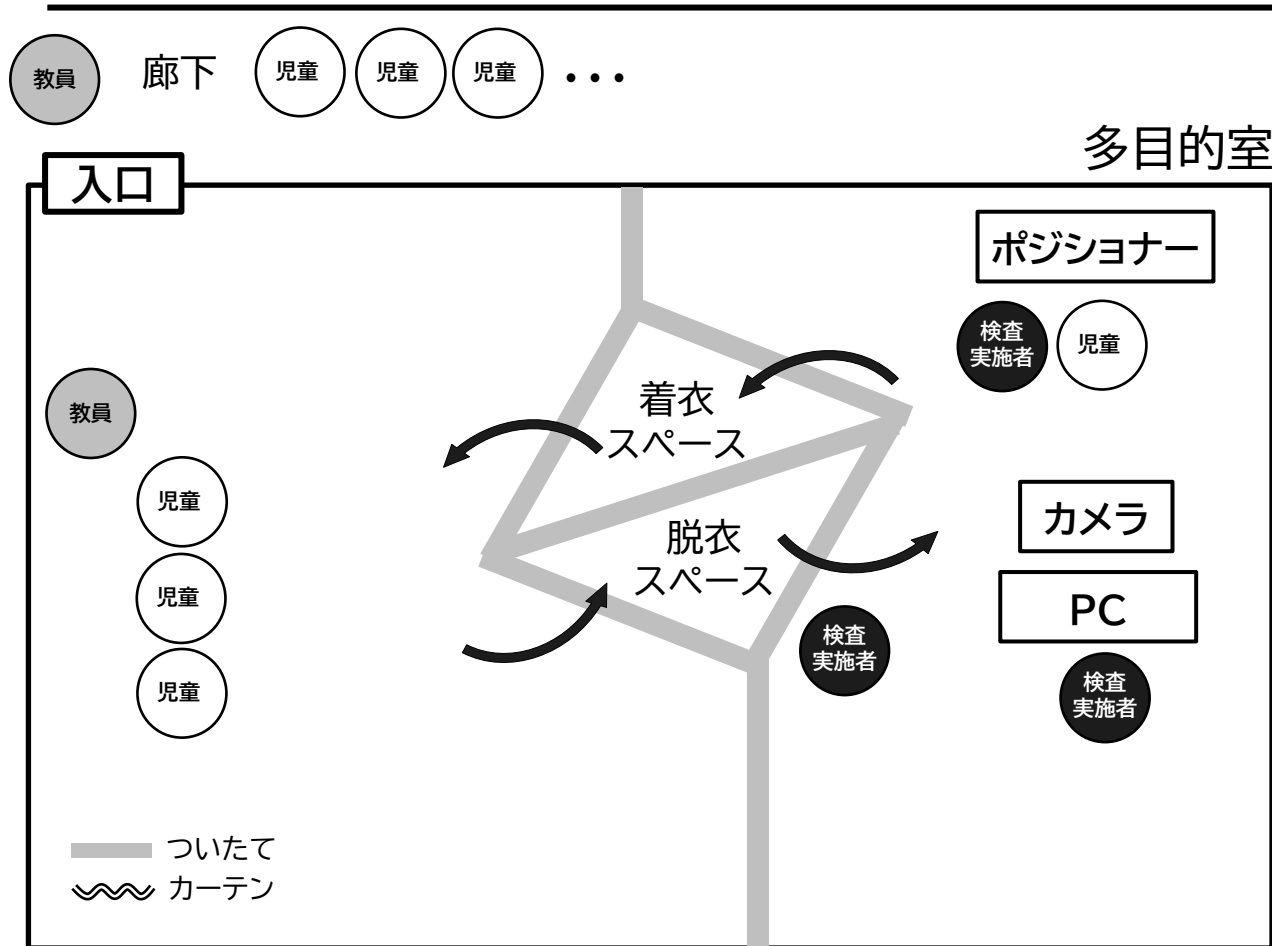 教員
廊下
児童
児童
児童
・・・
多目的室
入口
ポジショナー
検査
実施者
児童
着衣
スペース
教員
児童
児童
児童
脱衣
スペース
カメラ
PC
検査
実施者
検査
実施者
ついたて
カーテン